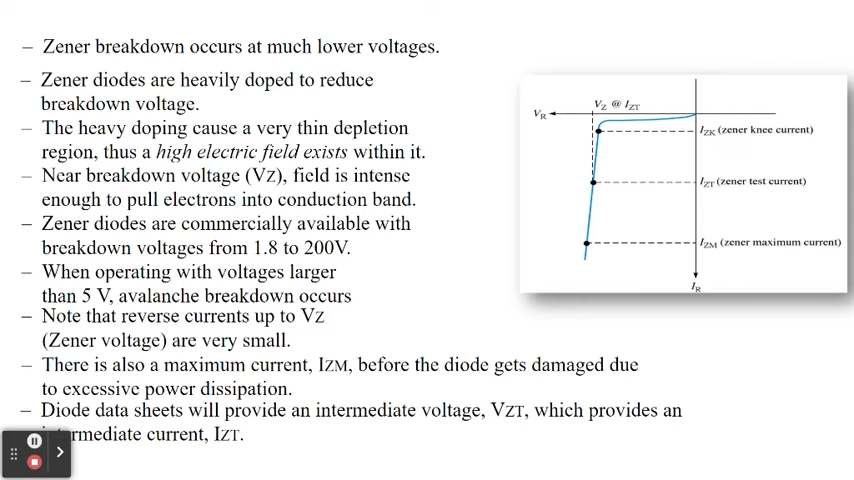 – Zener breakdown occurs at much lower voltages.
– Zener diodes are heavily doped to reduce
breakdown voltage.
– The heavy doping cause a very thin depletion
region, thus a high electric field exists within it.
– Near breakdown voltage (VZ), field is intense
enough to pull electrons into conduction band.
– Zener diodes are commercially available with
breakdown voltages from 1.8 to 200V.
– When operating with voltages larger
than 5 V, avalanche breakdown occurs
– Note that reverse currents up to VZ
(Zener voltage) are very small.
– There is also a maximum current, IZM, before the diode gets damaged due
to excessive power dissipation.
– Diode data sheets will provide an intermediate voltage, VZT, which provides an
current, IZT.
VZ @ IZT
VR
IZK (zener knee current)
IZT (zener test current)
IZM (zener maximum current)
IR